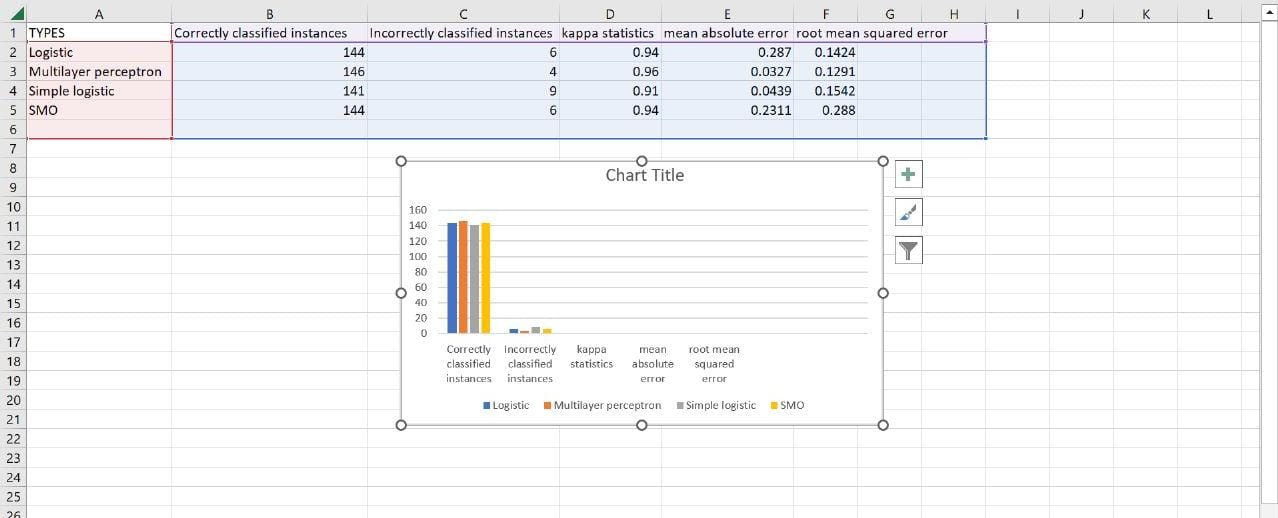 A B C D E F G H I J K L
1 TYPES Correctly classified instances Incorrectly classified instances kappa statistics mean absolute error root mean squared error
2 Logistic 144 6 0.94 0.287 0.1424
3 Multilayer perceptron 146 4 0.96 0.0327 0.1291
4 Simple logistic 141 9 0.91 0.0439 0.1542
5 SMO 144 6 0.94 0.2311 0.288
6
7
8
9
10
11
12
13
14
15
16
17
18
19
20
21
22
23
24
25
26
Chart Title
160
140
120
100
80
60
40
20
0
Correctly Incorrectly kappa mean root mean
classified classified statistics absolute squared
instances instances error error
Logistic Multilayer perceptron Simple logistic SMO